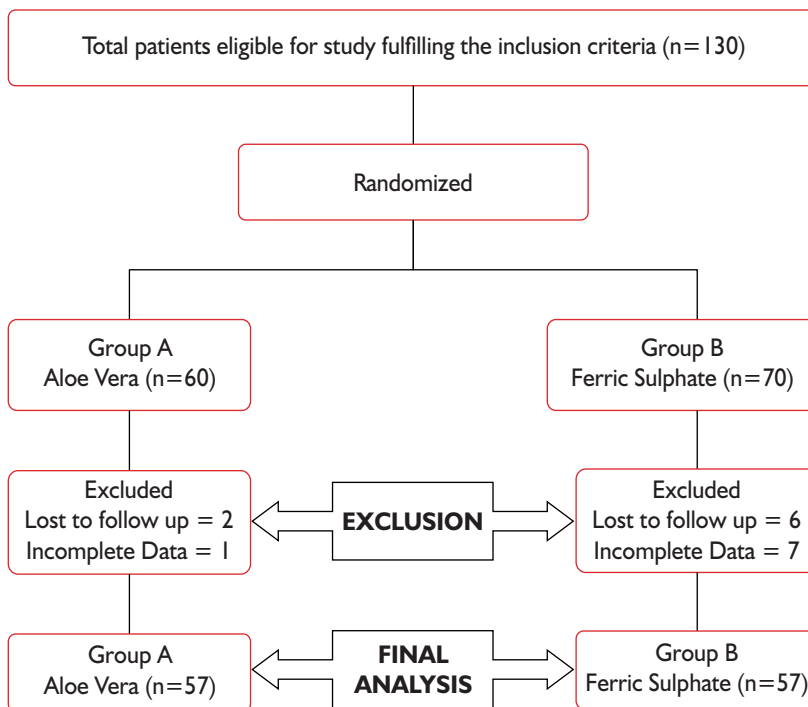 Total patients eligible for study fulfilling the inclusion criteria (n=130)
Randomized
Group A
Aloe Vera (n=60)
Group B
Ferric Sulphate (n=70)
Excluded
Lost to follow up = 2
Incomplete Data = 1
EXCLUSION
Excluded
Lost to follow up = 6
Incomplete Data = 7
Group A
Aloe Vera (n=57)
FINAL
ANALYSIS
Group B
Ferric Sulphate (n=57)